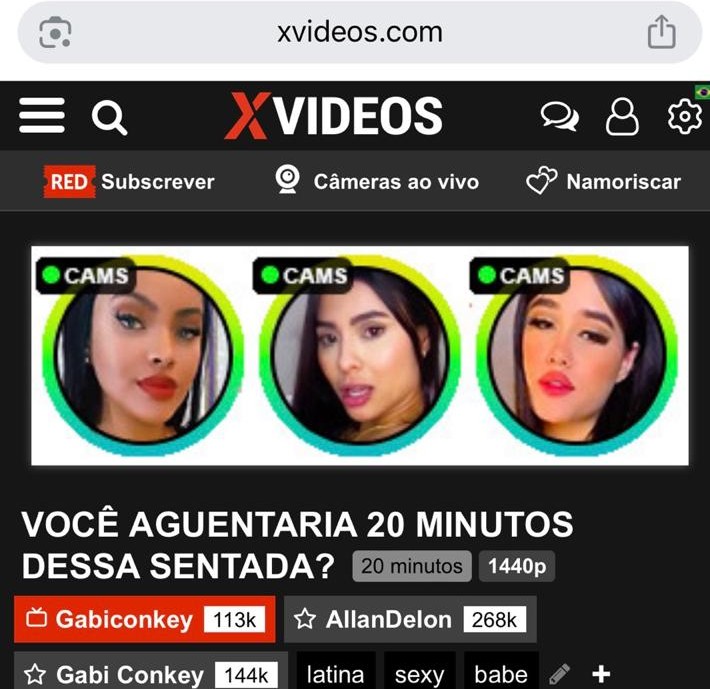 xvideos.com
XVIDEOS
RED Subscrever Câmeras ao vivo Namoriscar
CAMS CAMS CAMS
VOCÊ AGUENTARIA 20 MINUTOS
DESSA SENTADA? 20 minutos 1440p
Gabiconkey 113k AllanDelon 268k
Gabi Conkey 144k latina sexy babe +